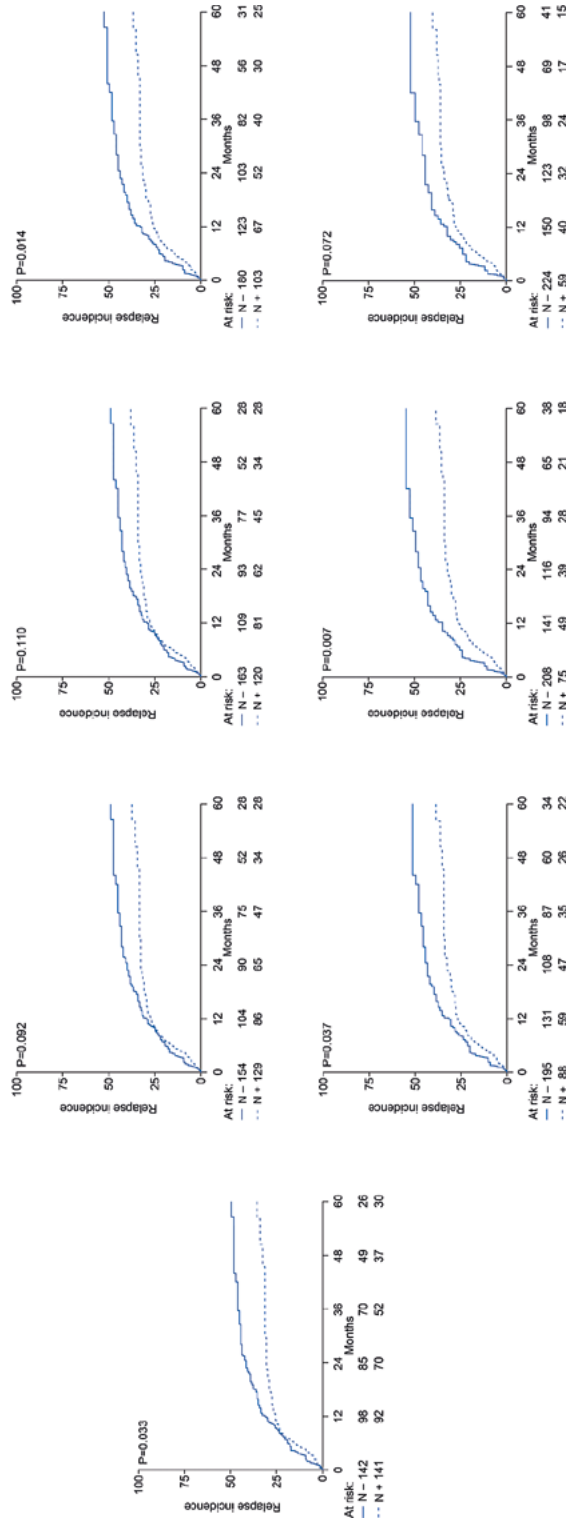 P=0.033
Relapse incidence
100
75
50
25
0
0 12 24 36 48 60
Months
At risk:
N − 142 98 85 70 49 26
N + 141 92 70 52 37 30
P=0.092
Relapse incidence
100
75
50
25
0
0 12 24 36 48 60
Months
At risk:
N − 154 104 90 75 52 28
N + 129 86 65 47 34 28
P=0.110
Relapse incidence
100
75
50
25
0
0 12 24 36 48 60
Months
At risk:
N − 163 109 93 77 52 28
N + 120 81 62 45 34 28
P=0.014
Relapse incidence
100
75
50
25
0
0 12 24 36 48 60
Months
At risk:
N − 180 123 103 82 56 31
N + 103 67 52 40 30 25
P=0.037
Relapse incidence
100
75
50
25
0
0 12 24 36 48 60
Months
At risk:
N − 195 131 108 87 60 34
N + 88 59 47 35 26 22
P=0.007
Relapse incidence
100
75
50
25
0
0 12 24 36 48 60
Months
At risk:
N − 208 141 116 94 65 38
N + 75 49 39 28 21 18
P=0.072
Relapse incidence
100
75
50
25
0
0 12 24 36 48 60
Months
At risk:
N − 224 150 123 98 69 41
N + 59 40 32 24 17 15